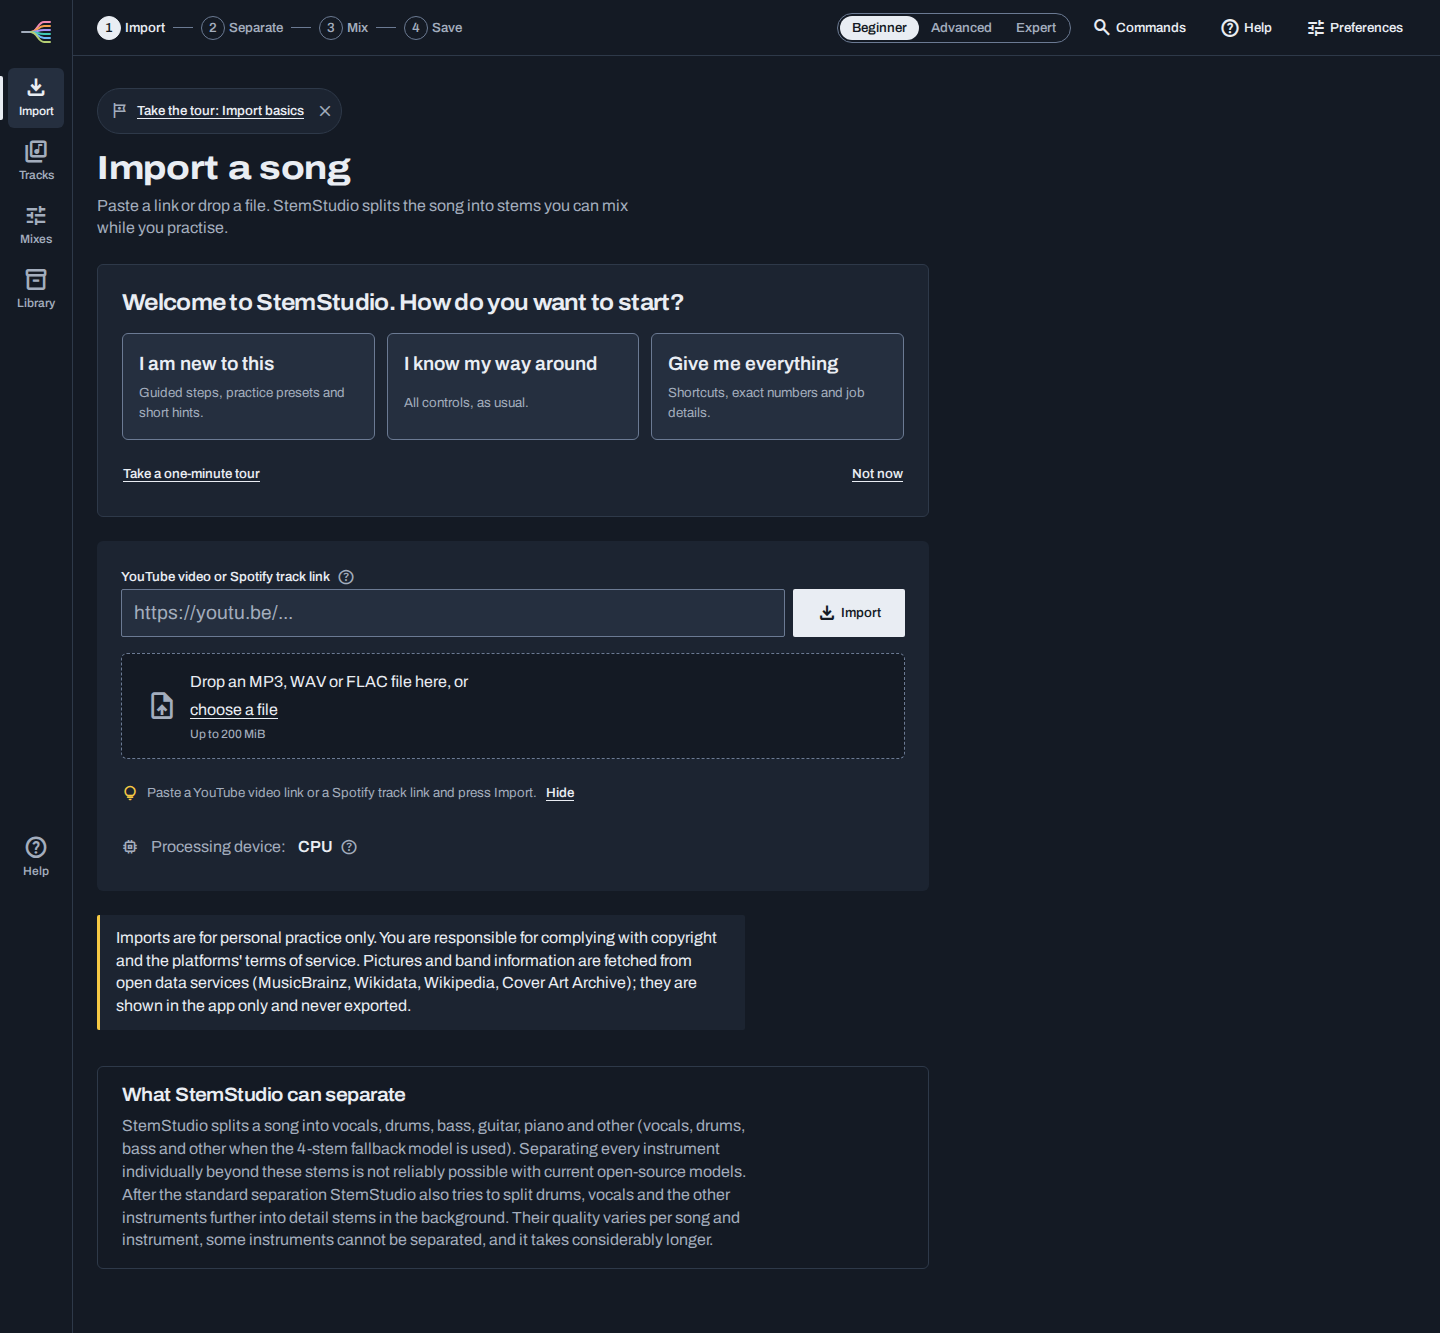 1 Import
2 Separate
3 Mix
4 Save
Beginner
Advanced
Expert
Commands
Help
Preferences
Import
Tracks
Mixes
Library
Help
Take the tour: Import basics
Import a song
Paste a link or drop a file. StemStudio splits the song into stems you can mix
while you practise.
Welcome to StemStudio. How do you want to start?
I am new to this
Guided steps, practice presets and
short hints.
I know my way around
All controls, as usual.
Give me everything
Shortcuts, exact numbers and job
details.
Take a one-minute tour
Not now
YouTube video or Spotify track link
https://youtu.be/...
Import
Drop an MP3, WAV or FLAC file here, or
choose a file
Up to 200 MiB
Paste a YouTube video link or a Spotify track link and press Import. Hide
Processing device: CPU
Imports are for personal practice only. You are responsible for complying with copyright
and the platforms' terms of service. Pictures and band information are fetched from
open data services (MusicBrainz, Wikidata, Wikipedia, Cover Art Archive); they are
shown in the app only and never exported.
What StemStudio can separate
StemStudio splits a song into vocals, drums, bass, guitar, piano and other (vocals, drums,
bass and other when the 4-stem fallback model is used). Separating every instrument
individually beyond these stems is not reliably possible with current open-source models.
After the standard separation StemStudio also tries to split drums, vocals and the other
instruments further into detail stems in the background. Their quality varies per song and
instrument, some instruments cannot be separated, and it takes considerably longer.